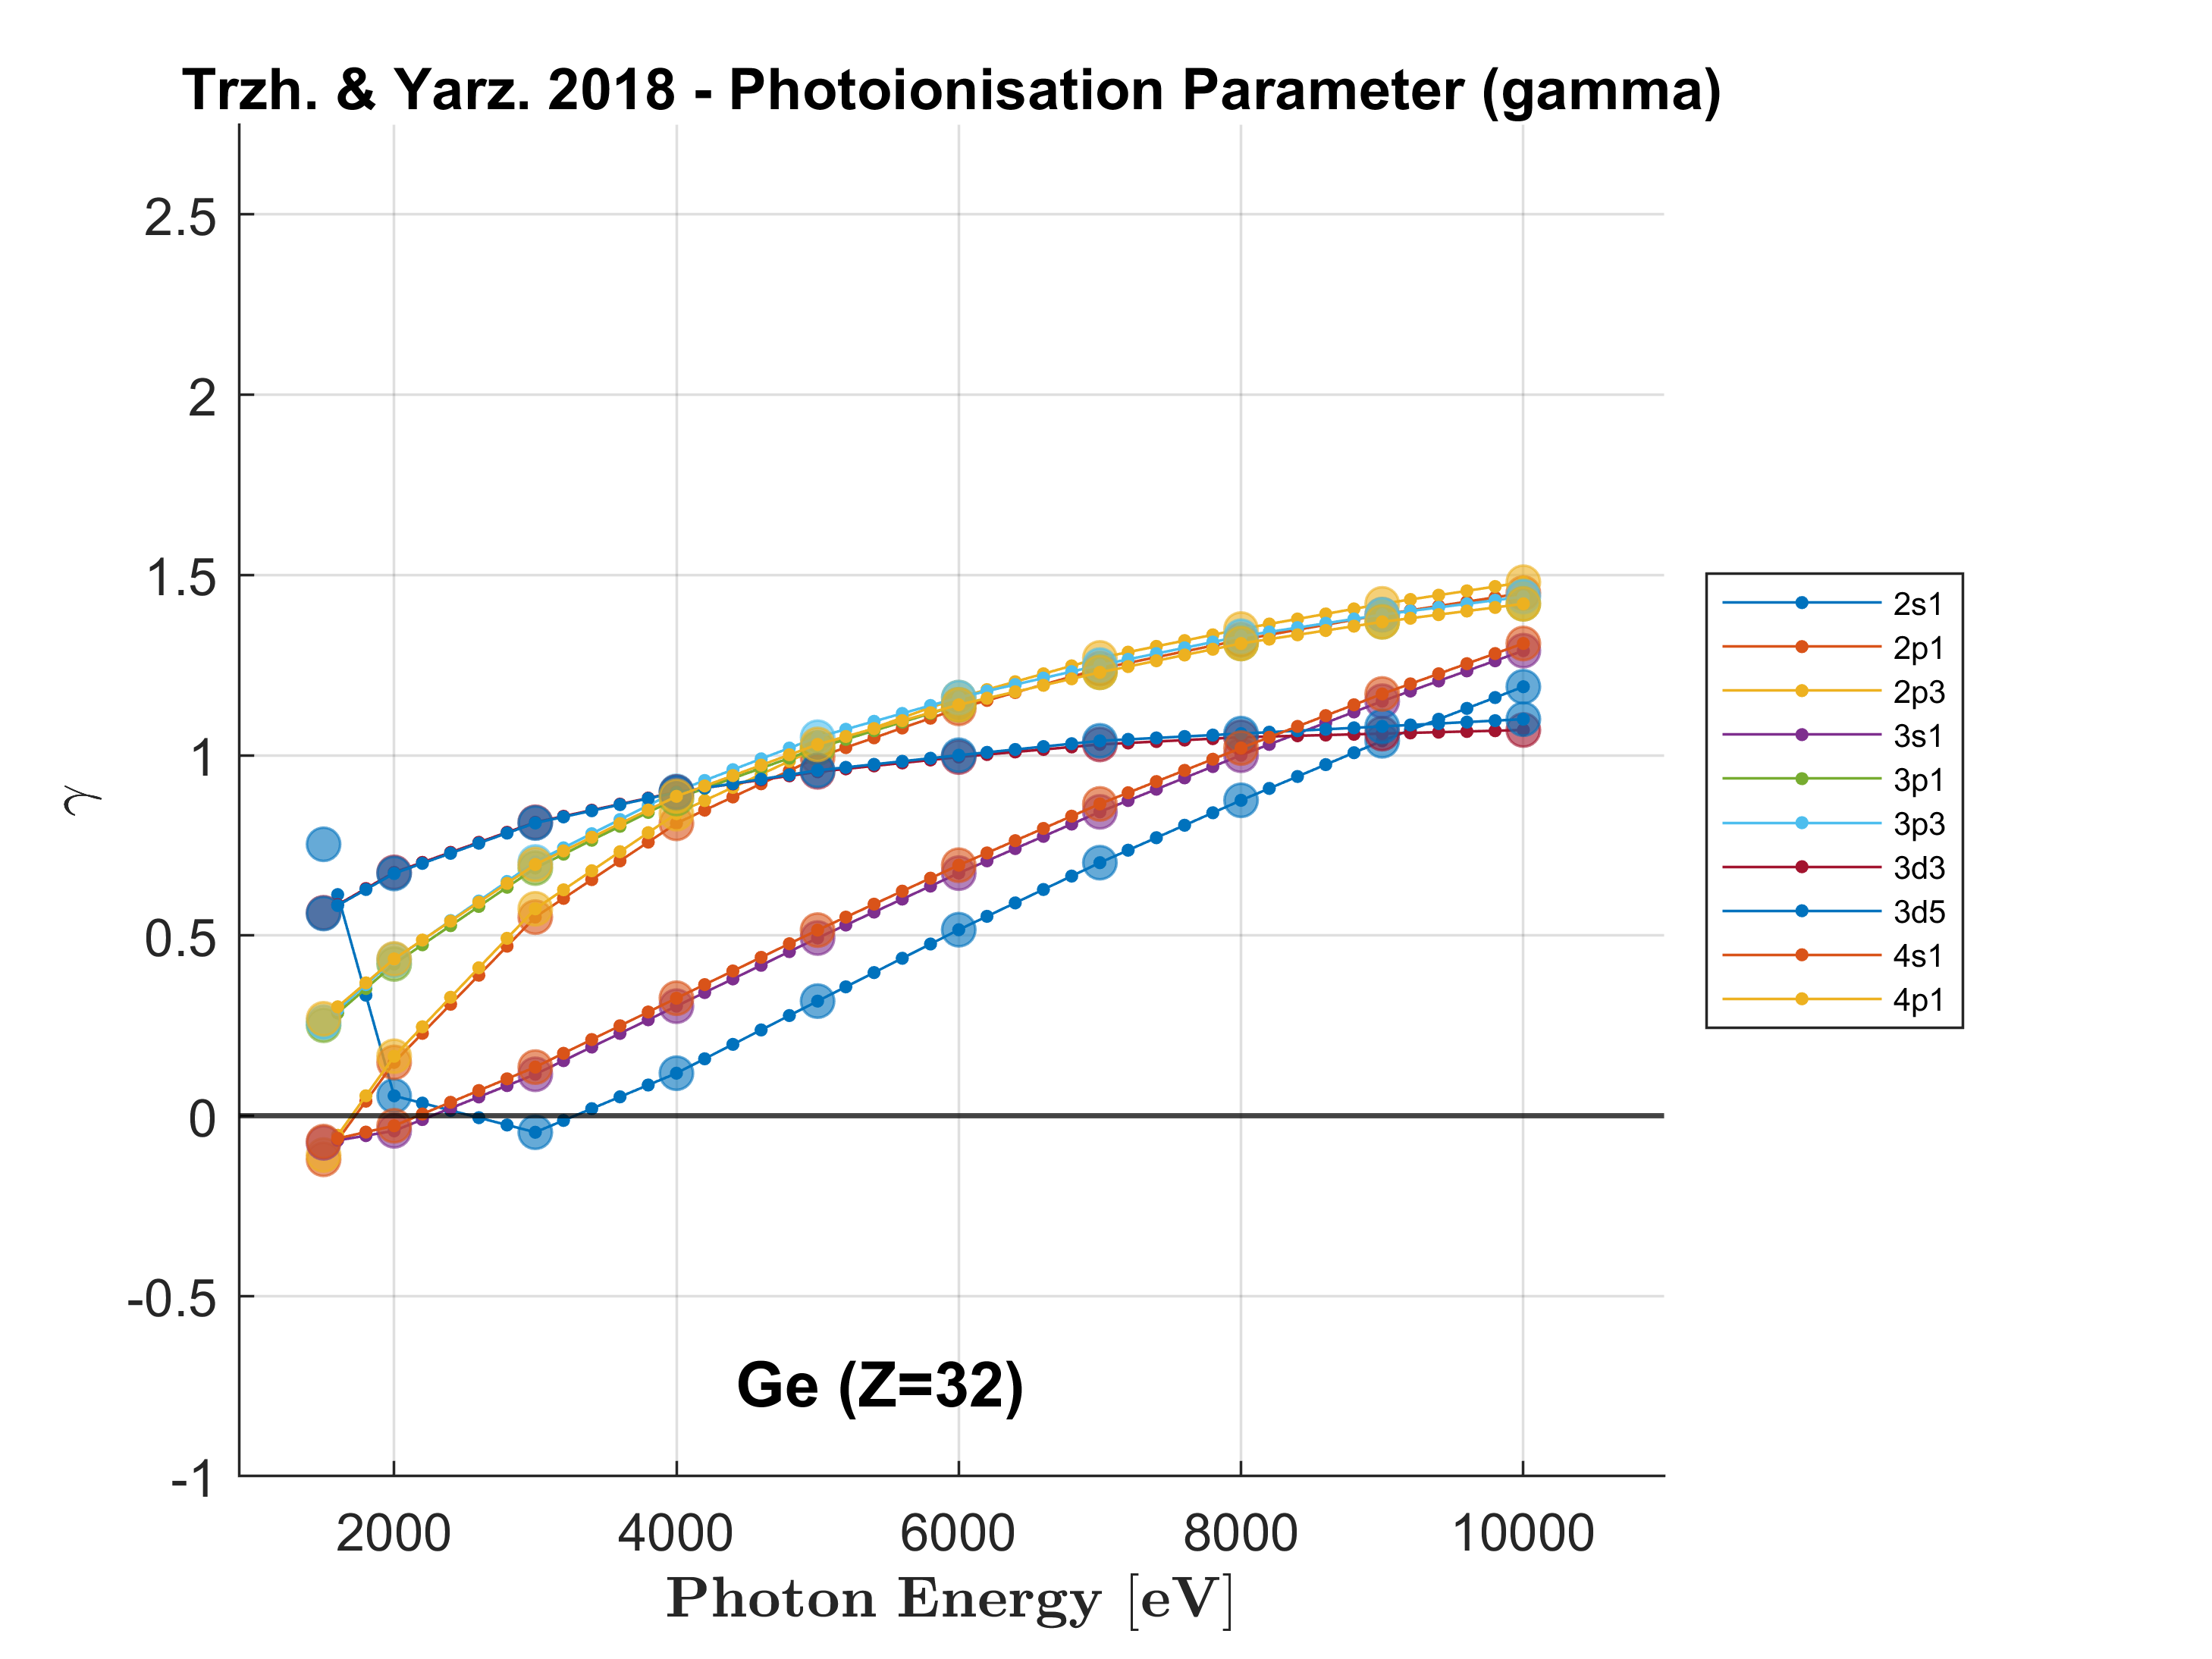 Trzh. & Yarz. 2018 - Photoionisation Parameter (gamma)
2.5
2
1.5
1
0.5
0
-0.5
-1
γ
2000 4000 6000 8000 10000
Photon Energy [eV]
Ge (Z=32)
2s1
2p1
2p3
3s1
3p1
3p3
3d3
3d5
4s1
4p1